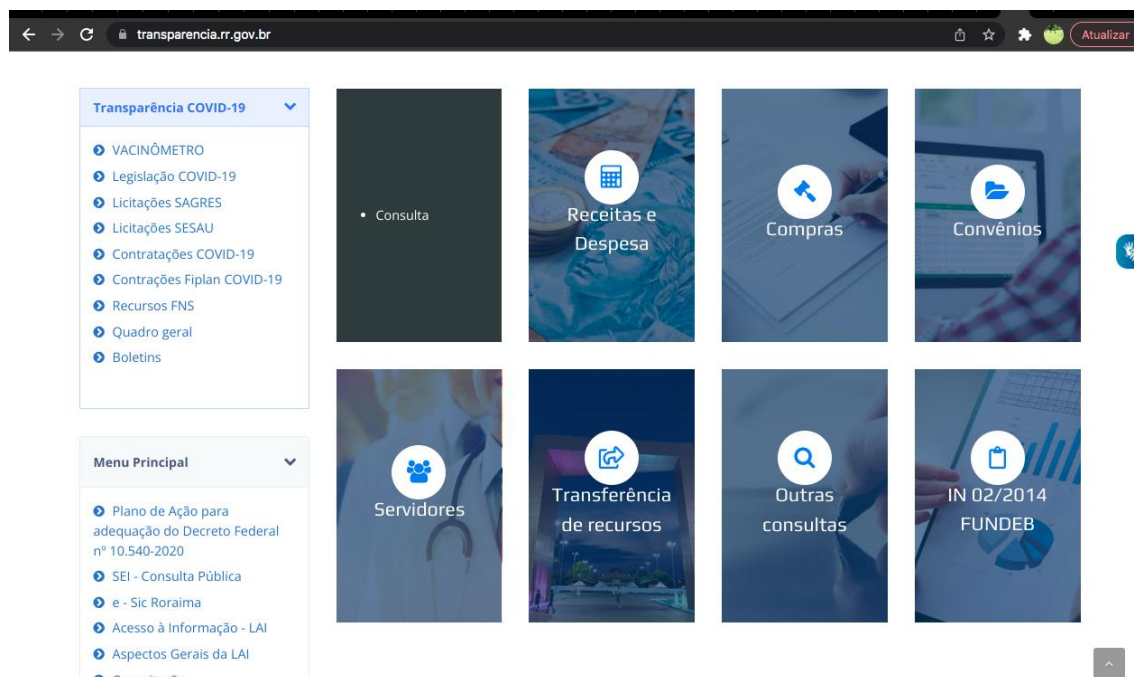 transparencia.rr.gov.br
Atualizar
Transparência COVID-19
VACINÔMETRO
Legislação COVID-19
Licitações SAGRES
Licitações SESAU
Contratações COVID-19
Contrações Fiplan COVID-19
Recursos FNS
Quadro geral
Boletins
Menu Principal
Plano de Ação para
adequação do Decreto Federal
nº 10.540-2020
SEI - Consulta Pública
e - Sic Roraima
Acesso à Informação - LAI
Aspectos Gerais da LAI
• Consulta
Receitas e
Despesa
Compras
Convênios
Servidores
Transferência
de recursos
Outras
consultas
IN 02/2014
FUNDEB